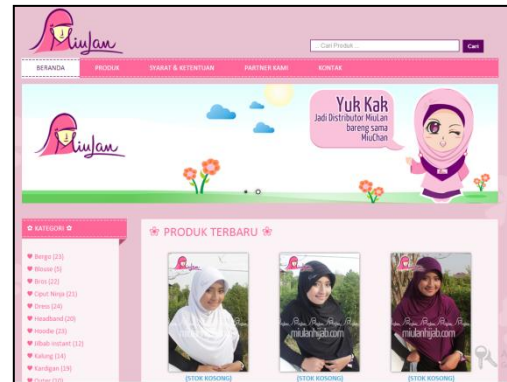 MiuLan
.. Cari Produk ..
Cari
BERANDA
PRODUK
SYARAT & KETENTUAN
PARTNER KAMI
KONTAK
Yuk Kak
Jadi Distributor MiuLan
bareng sama
MiuChan
MiuLan
KATEGORI
PRODUK TERBARU
Bergo (23)
Blouse (5)
Bros (22)
Ciput Ninja (21)
Dress (24)
Headband (20)
Hoodie (23)
Hibab Instant (12)
Kalung (14)
Kardigan (19)
miulanhijab.com
miulanhijab.com
miulanhijab.com
(STOK KOSONG)
(STOK KOSONG)
(STOK KOSONG)